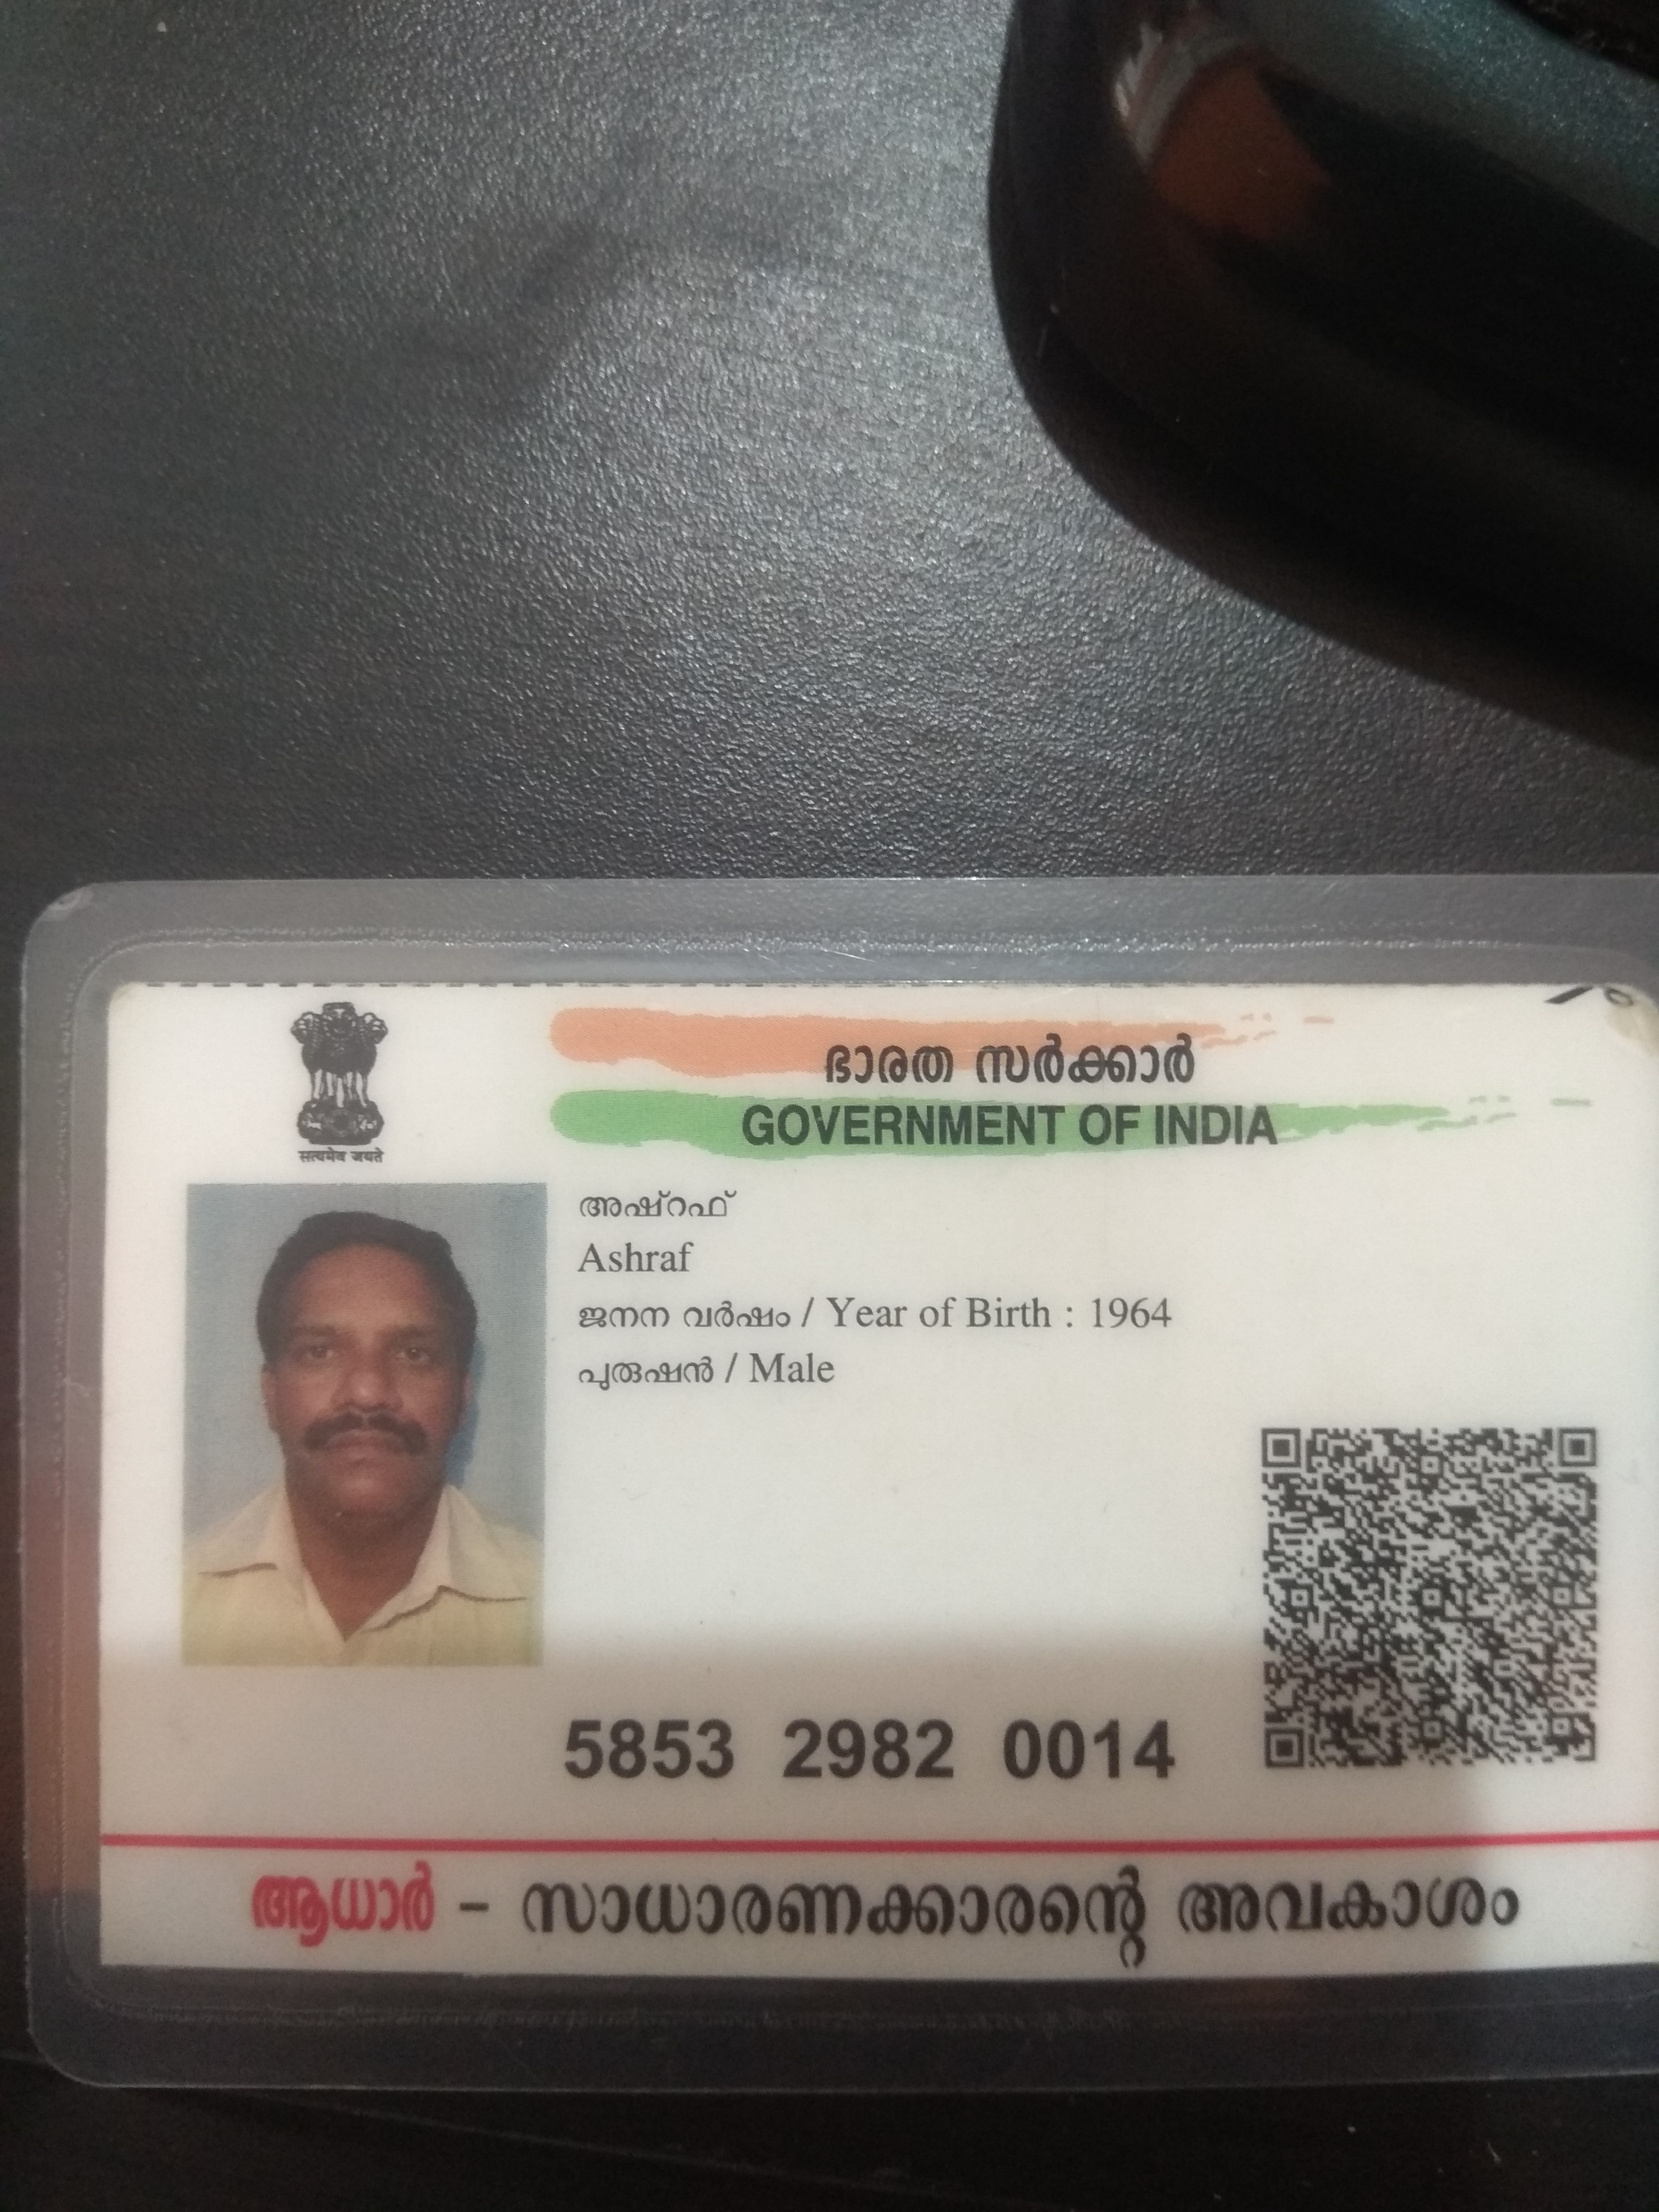 सत्यमेव जयते
ഭാരത സർക്കാർ
GOVERNMENT OF INDIA
അഷ്റഫ്
Ashraf
ജനന വർഷം / Year of Birth : 1964
പുരുഷൻ / Male
5853 2982 0014
ആധാർ - സാധാരണക്കാരന്റെ അവകാശം